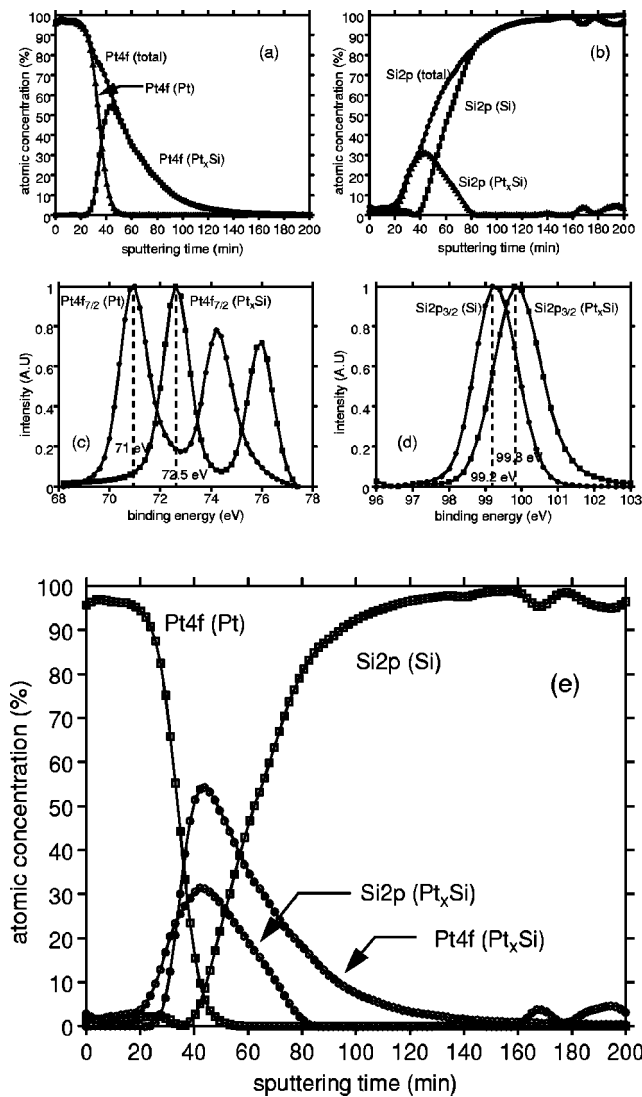 100
90
80
70
60
50
40
30
20
10
0
atomic concentration (%)
(a)
Pt4f (total)
Pt4f (Pt)
Pt4f (PtₓSi)
0 20 40 60 80 100 120 140 160 180 200
sputtering time (min)
100
90
80
70
60
50
40
30
20
10
0
atomic concentration (%)
(b)
Si2p (total)
Si2p (Si)
Si2p (PtₓSi)
0 20 40 60 80 100 120 140 160 180 200
sputtering time (min)
Pt4f₇/₂ (Pt) Pt4f₇/₂ (PtₓSi)
1
0.8
0.6
0.4
0.2
0
intensity (A.U)
(c)
71 eV
72.5 eV
68 70 72 74 76 78
binding energy (eV)
Si2p₃/₂ (Si) Si2p₃/₂ (PtₓSi)
1
0.8
0.6
0.4
0.2
0
intensity (A.U)
(d)
99.8 eV
99.2 eV
96 97 98 99 100 101 102 103
binding energy (eV)
100
90
80
70
60
50
40
30
20
10
0
atomic concentration (%)
Pt4f (Pt)
Si2p (Si)
(e)
Si2p (PtₓSi)
Pt4f (PtₓSi)
0 20 40 60 80 100 120 140 160 180 200
sputtering time (min)